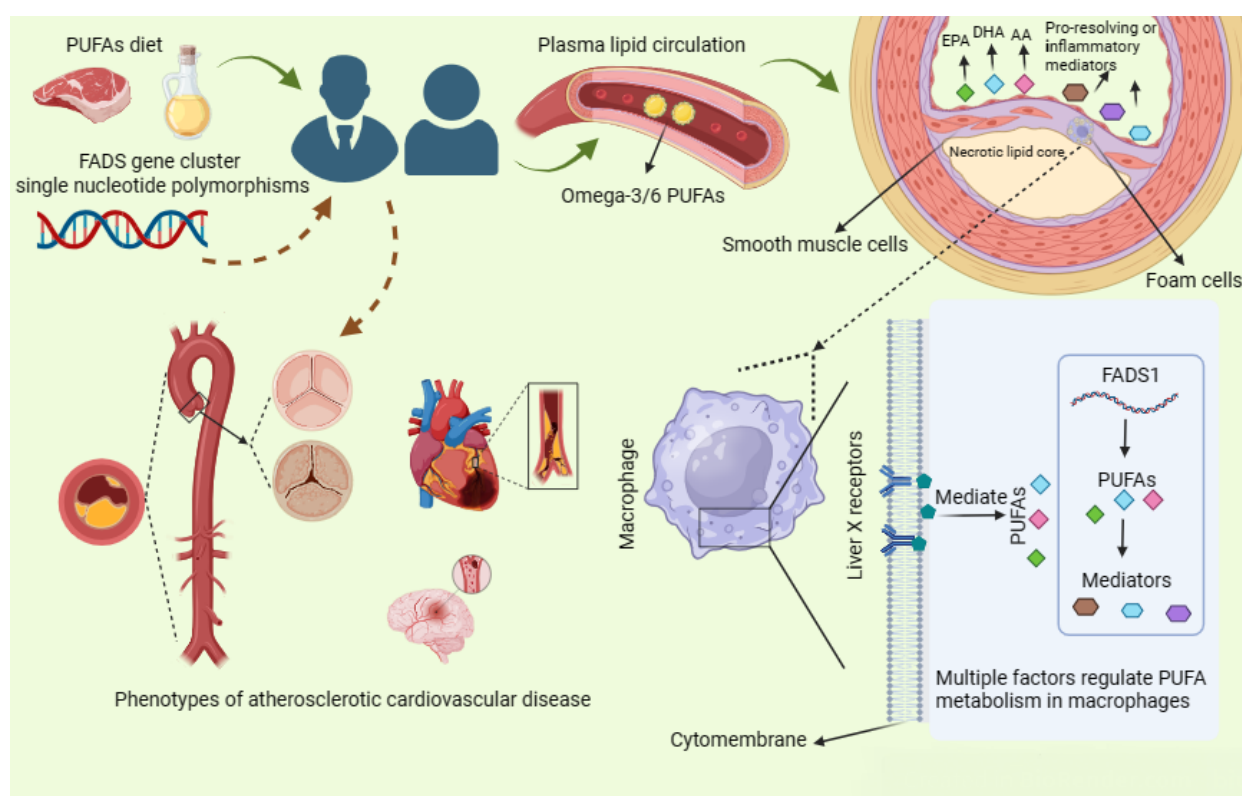 PUFAs diet
FADS gene cluster
single nucleotide polymorphisms
Plasma lipid circulation
Omega-3/6 PUFAs
EPA
DHA
AA
Pro-resolving or
inflammatory
mediators
Necrotic lipid core
Smooth muscle cells
Foam cells
Phenotypes of atherosclerotic cardiovascular disease
Macrophage
Liver X receptors
Mediate
PUFAs
FADS1
PUFAs
Mediators
Multiple factors regulate PUFA
metabolism in macrophages
Cytomembrane